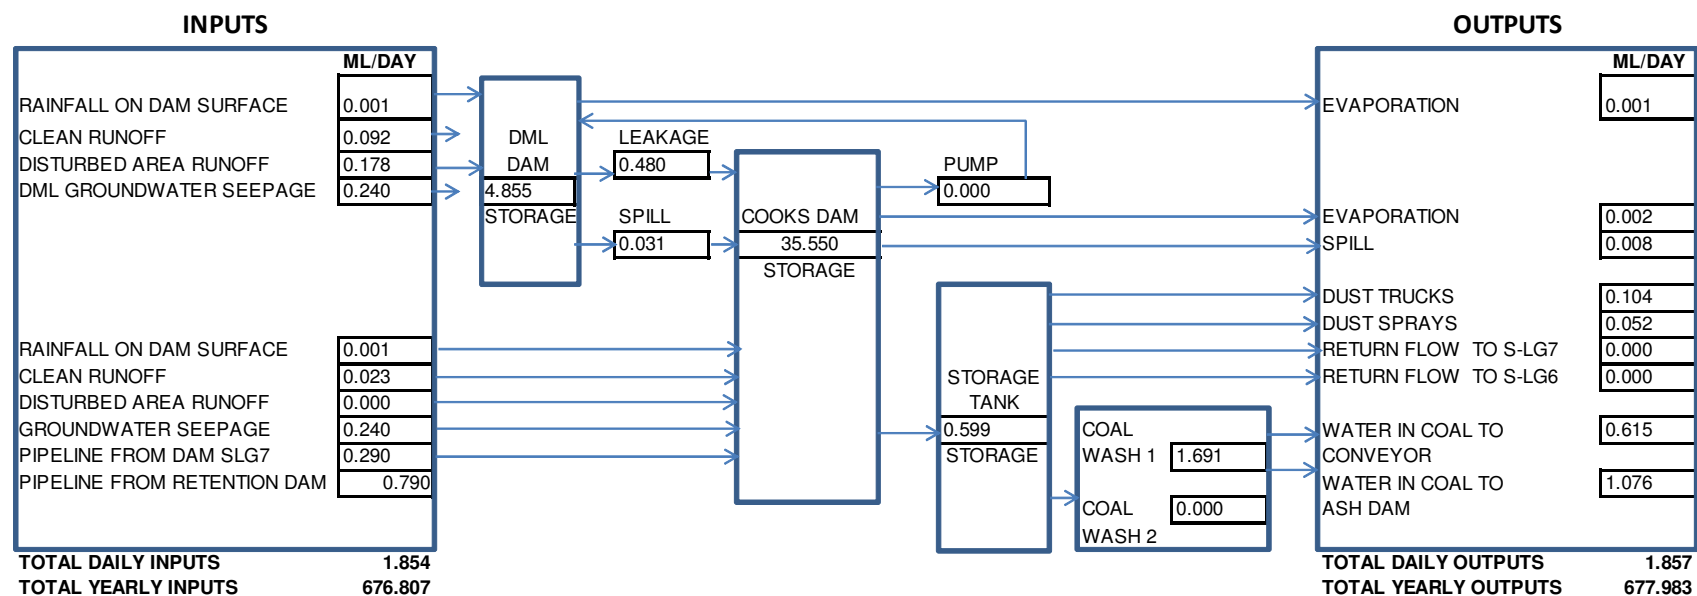 INPUTS
OUTPUTS
ML/DAY
ML/DAY
RAINFALL ON DAM SURFACE 0.001
EVAPORATION 0.001
CLEAN RUNOFF 0.092
DML
LEAKAGE
DISTURBED AREA RUNOFF 0.178
DAM
0.480
PUMP
DML GROUNDWATER SEEPAGE 0.240
4.855
0.000
STORAGE
SPILL
COOKS DAM
EVAPORATION 0.002
0.031
35.550
SPILL 0.008
STORAGE
DUST TRUCKS 0.104
DUST SPRAYS 0.052
RAINFALL ON DAM SURFACE 0.001
RETURN FLOW TO S-LG7 0.000
CLEAN RUNOFF 0.023
STORAGE
RETURN FLOW TO S-LG6 0.000
DISTURBED AREA RUNOFF 0.000
TANK
GROUNDWATER SEEPAGE 0.240
0.599
COAL
WATER IN COAL TO 0.615
PIPELINE FROM DAM SLG7 0.290
STORAGE
WASH 1 1.691
CONVEYOR
PIPELINE FROM RETENTION DAM 0.790
WATER IN COAL TO 1.076
COAL 0.000
ASH DAM
WASH 2
TOTAL DAILY INPUTS 1.854
TOTAL DAILY OUTPUTS 1.857
TOTAL YEARLY INPUTS 676.807
TOTAL YEARLY OUTPUTS 677.983